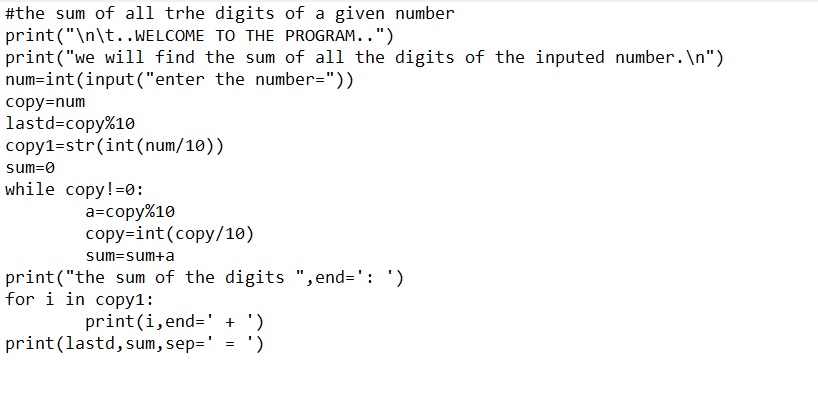 #the sum of all trhe digits of a given number
print("\n\t..WELCOME TO THE PROGRAM..")
print("we will find the sum of all the digits of the inputed number.\n")
num=int(input("enter the number="))
copy=num
lastd=copy%10
copy1=str(int(num/10))
sum=0
while copy!=0:
        a=copy%10
        copy=int(copy/10)
        sum=sum+a
print("the sum of the digits ",end=': ')
for i in copy1:
        print(i,end=' + ')
print(lastd,sum,sep=' = ')